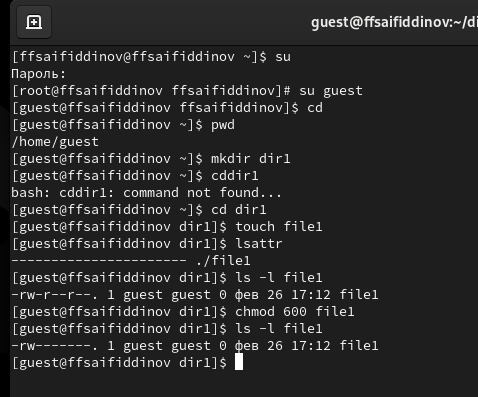 guest@ffsaifiddinov:~/di
[ffsaifiddinov@ffsaifiddinov ~]$ su
Пароль:
[root@ffsaifiddinov ffsaifiddinov]# su guest
[guest@ffsaifiddinov ffsaifiddinov]$ cd
[guest@ffsaifiddinov ~]$ pwd
/home/guest
[guest@ffsaifiddinov ~]$ mkdir dir1
[guest@ffsaifiddinov ~]$ cddir1
bash: cddir1: command not found...
[guest@ffsaifiddinov ~]$ cd dir1
[guest@ffsaifiddinov dir1]$ touch file1
[guest@ffsaifiddinov dir1]$ lsattr
---------------------- ./file1
[guest@ffsaifiddinov dir1]$ ls -l file1
-rw-r--r--. 1 guest guest 0 фев 26 17:12 file1
[guest@ffsaifiddinov dir1]$ chmod 600 file1
[guest@ffsaifiddinov dir1]$ ls -l file1
-rw-------. 1 guest guest 0 фев 26 17:12 file1
[guest@ffsaifiddinov dir1]$